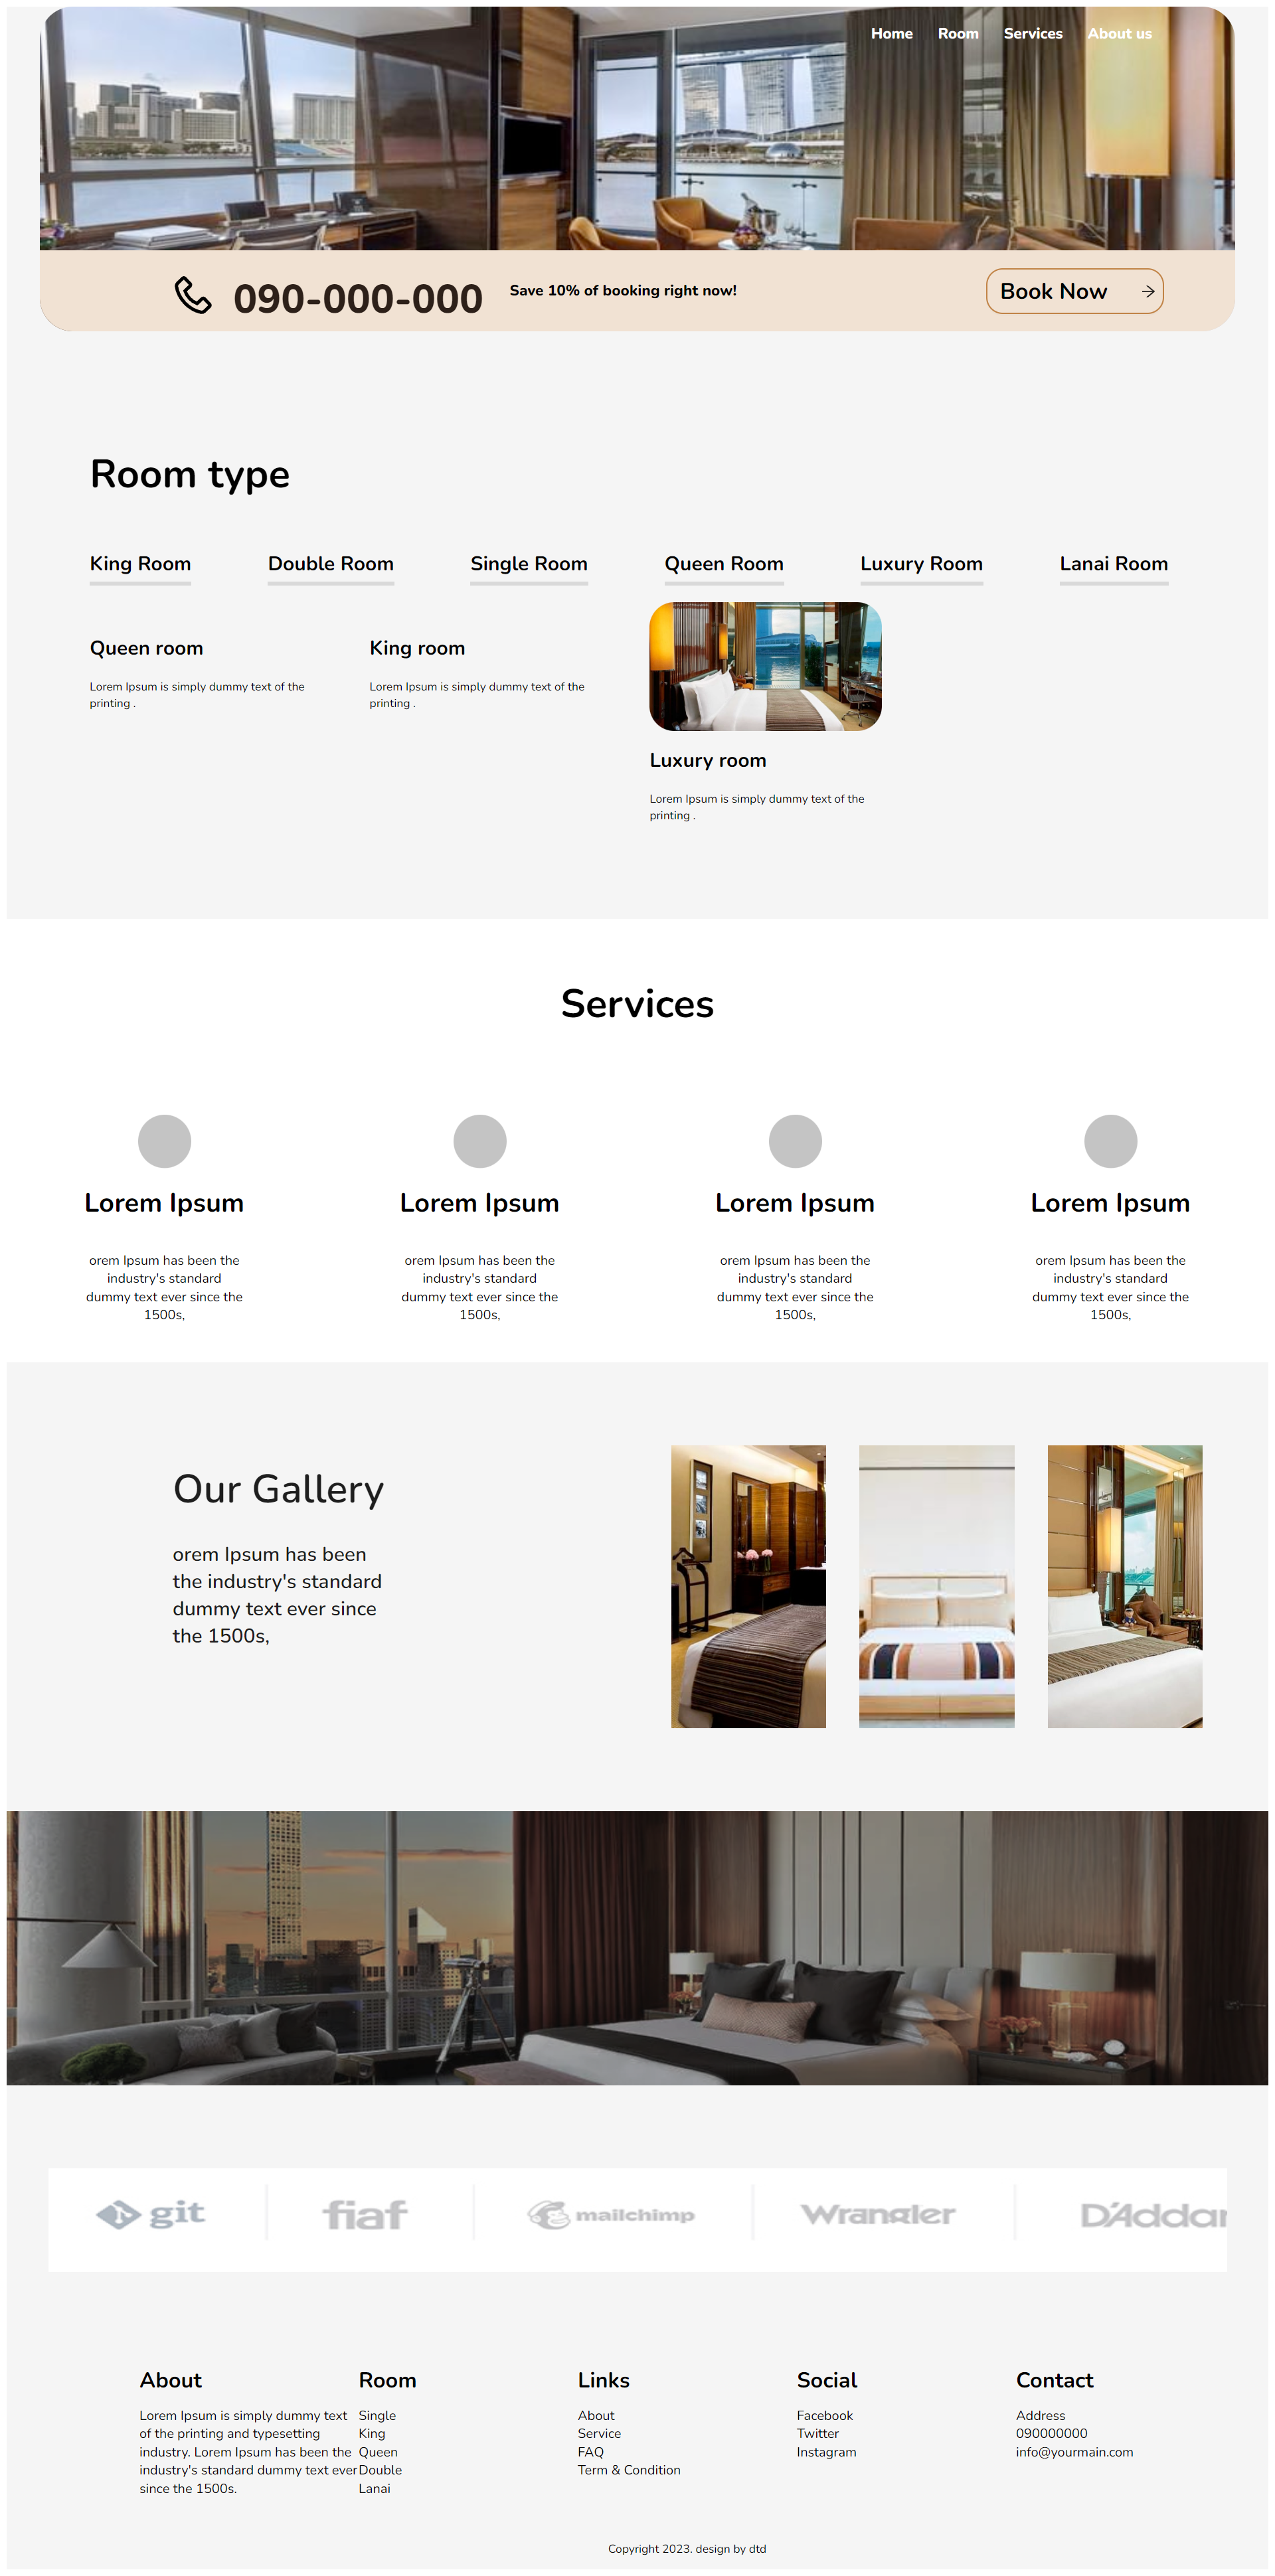 Home Room Services About us
090-000-000 Save 10% of booking right now! Book Now
Room type
King Room Double Room Single Room Queen Room Luxury Room Lanai Room
Queen room
Lorem Ipsum is simply dummy text of the
printing .
King room
Lorem Ipsum is simply dummy text of the
printing .
Luxury room
Lorem Ipsum is simply dummy text of the
printing .
Services
Lorem Ipsum
orem Ipsum has been the
industry's standard
dummy text ever since the
1500s,
Lorem Ipsum
orem Ipsum has been the
industry's standard
dummy text ever since the
1500s,
Lorem Ipsum
orem Ipsum has been the
industry's standard
dummy text ever since the
1500s,
Lorem Ipsum
orem Ipsum has been the
industry's standard
dummy text ever since the
1500s,
Our Gallery
orem Ipsum has been
the industry's standard
dummy text ever since
the 1500s,
git fiaf mailchimp Wrangler D'Addar
About
Lorem Ipsum is simply dummy text
of the printing and typesetting
industry. Lorem Ipsum has been the
industry's standard dummy text ever
since the 1500s.
Room
Single
King
Queen
Double
Lanai
Links
About
Service
FAQ
Term & Condition
Social
Facebook
Twitter
Instagram
Contact
Address
090000000
info@yourmain.com
Copyright 2023. design by dtd